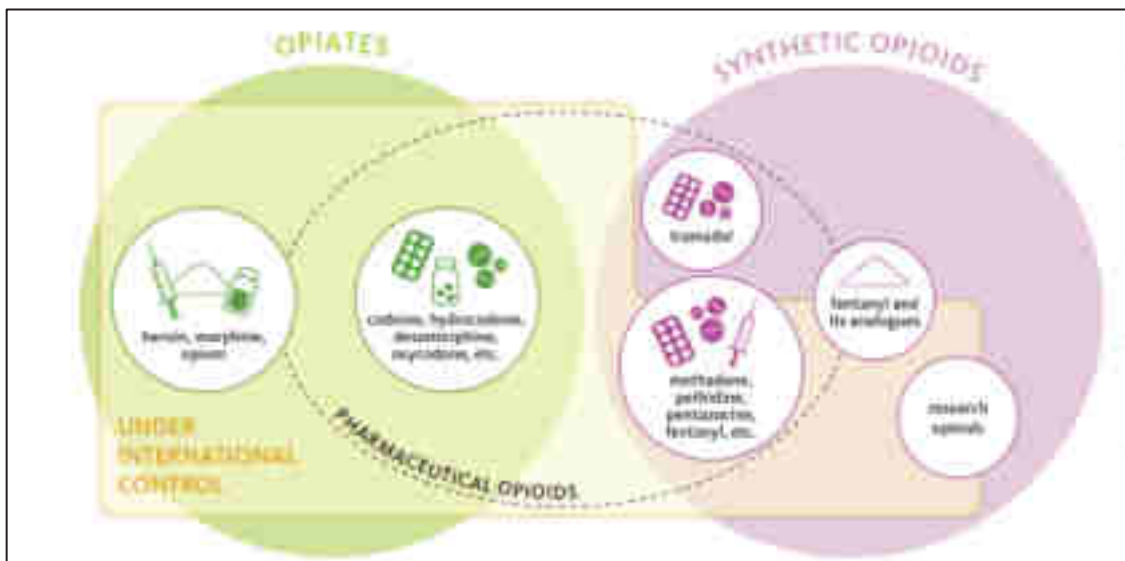 OPIATES
SYNTHETIC OPIOIDS
tramadol
heroin, morphine,
opium
codeine, hydrocodone,
desomorphine,
oxycodone, etc.
fentanyl and
its analogues
methadone,
pethidine,
pentazocine,
fentanyl, etc.
research
opioids
UNDER
INTERNATIONAL
CONTROL
PHARMACEUTICAL OPIOIDS